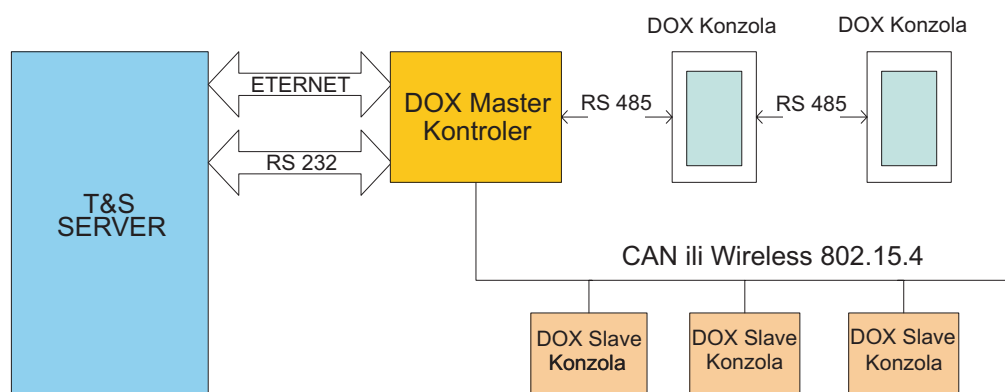 DOX Konzola
DOX Konzola
ETERNET
DOX Master
Kontroler
RS 485
RS 485
RS 232
T&S
SERVER
CAN ili Wireless 802.15.4
DOX Slave
Konzola
DOX Slave
Konzola
DOX Slave
Konzola